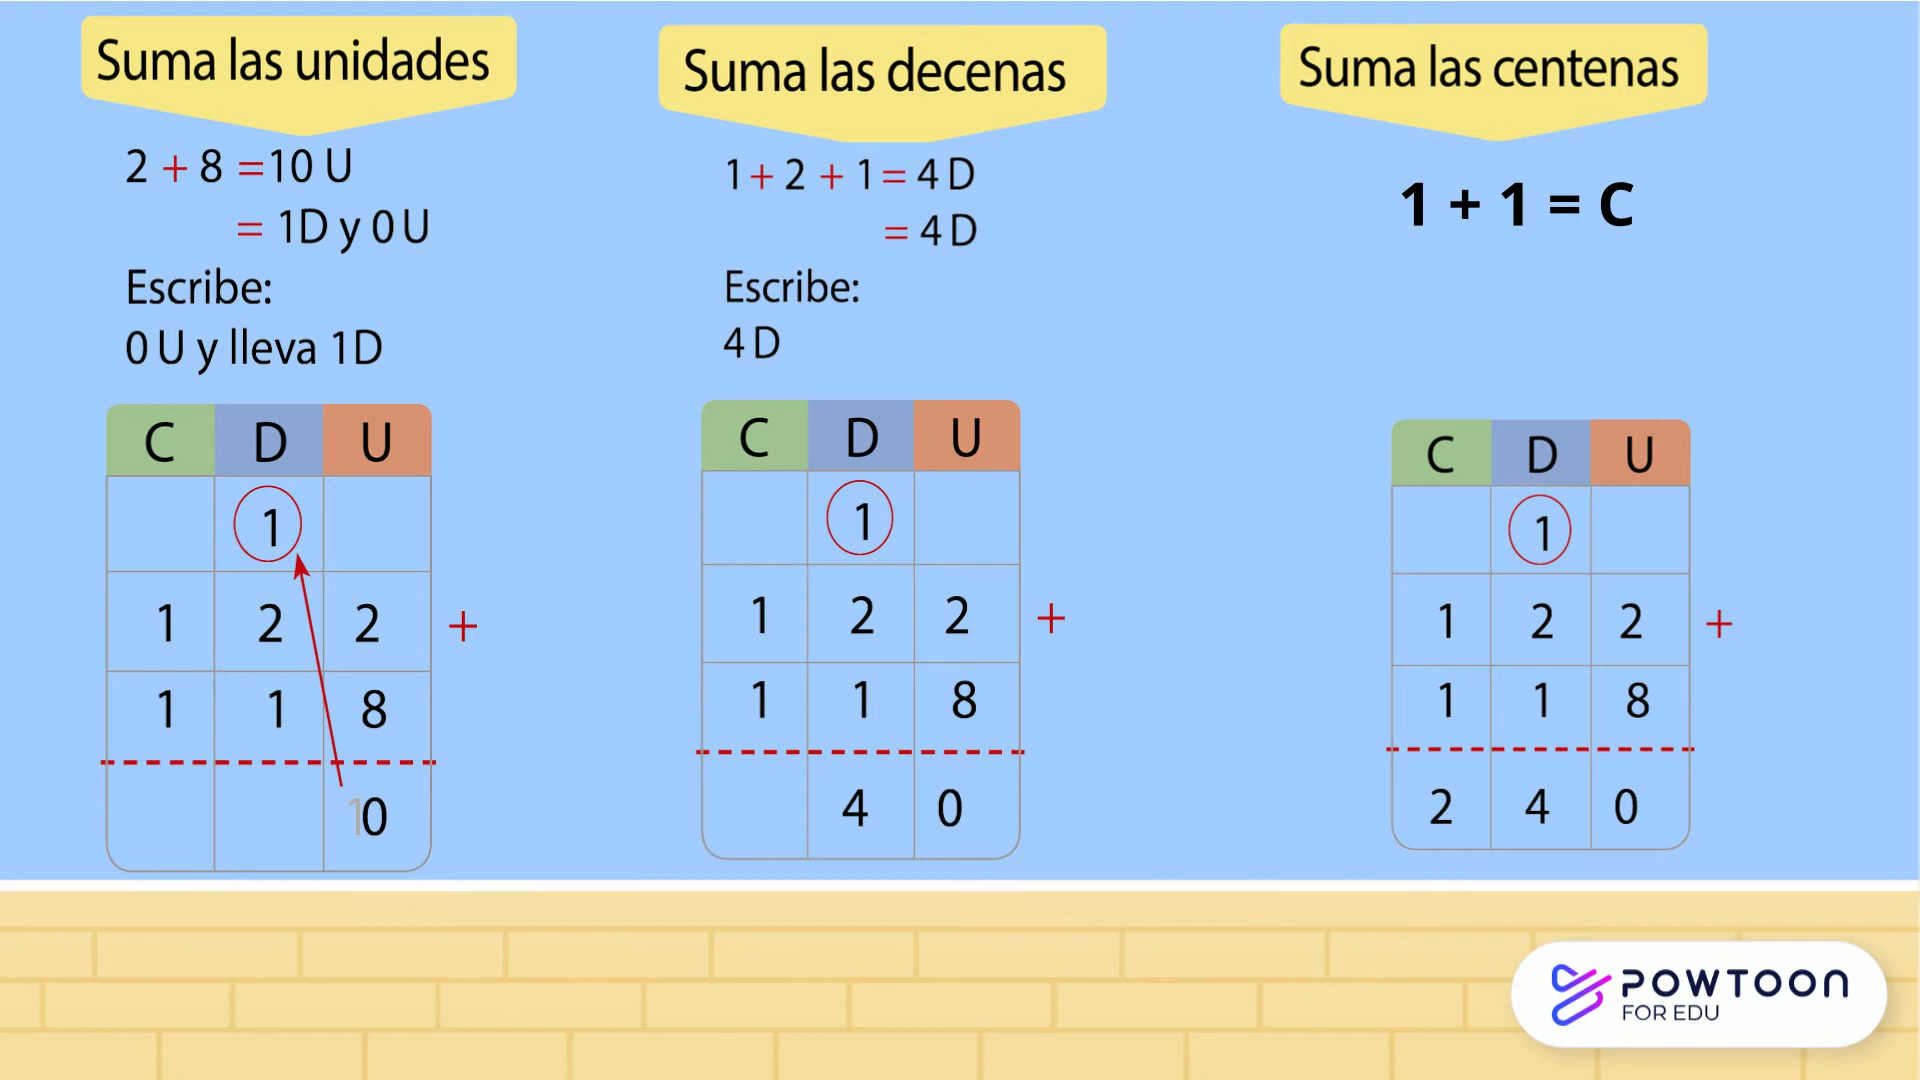 Suma las unidades
2 + 8 =10 U
= 1D y 0 U
Escribe:
0 U y lleva 1D
C D U
1
1 2 2 +
1 1 8
10
Suma las decenas
1+ 2 + 1= 4 D
= 4 D
Escribe:
4 D
C D U
1
1 2 2 +
1 1 8
4 0
Suma las centenas
1 + 1 = C
C D U
1
1 2 2 +
1 1 8
2 4 0
POWTOON
FOR EDU